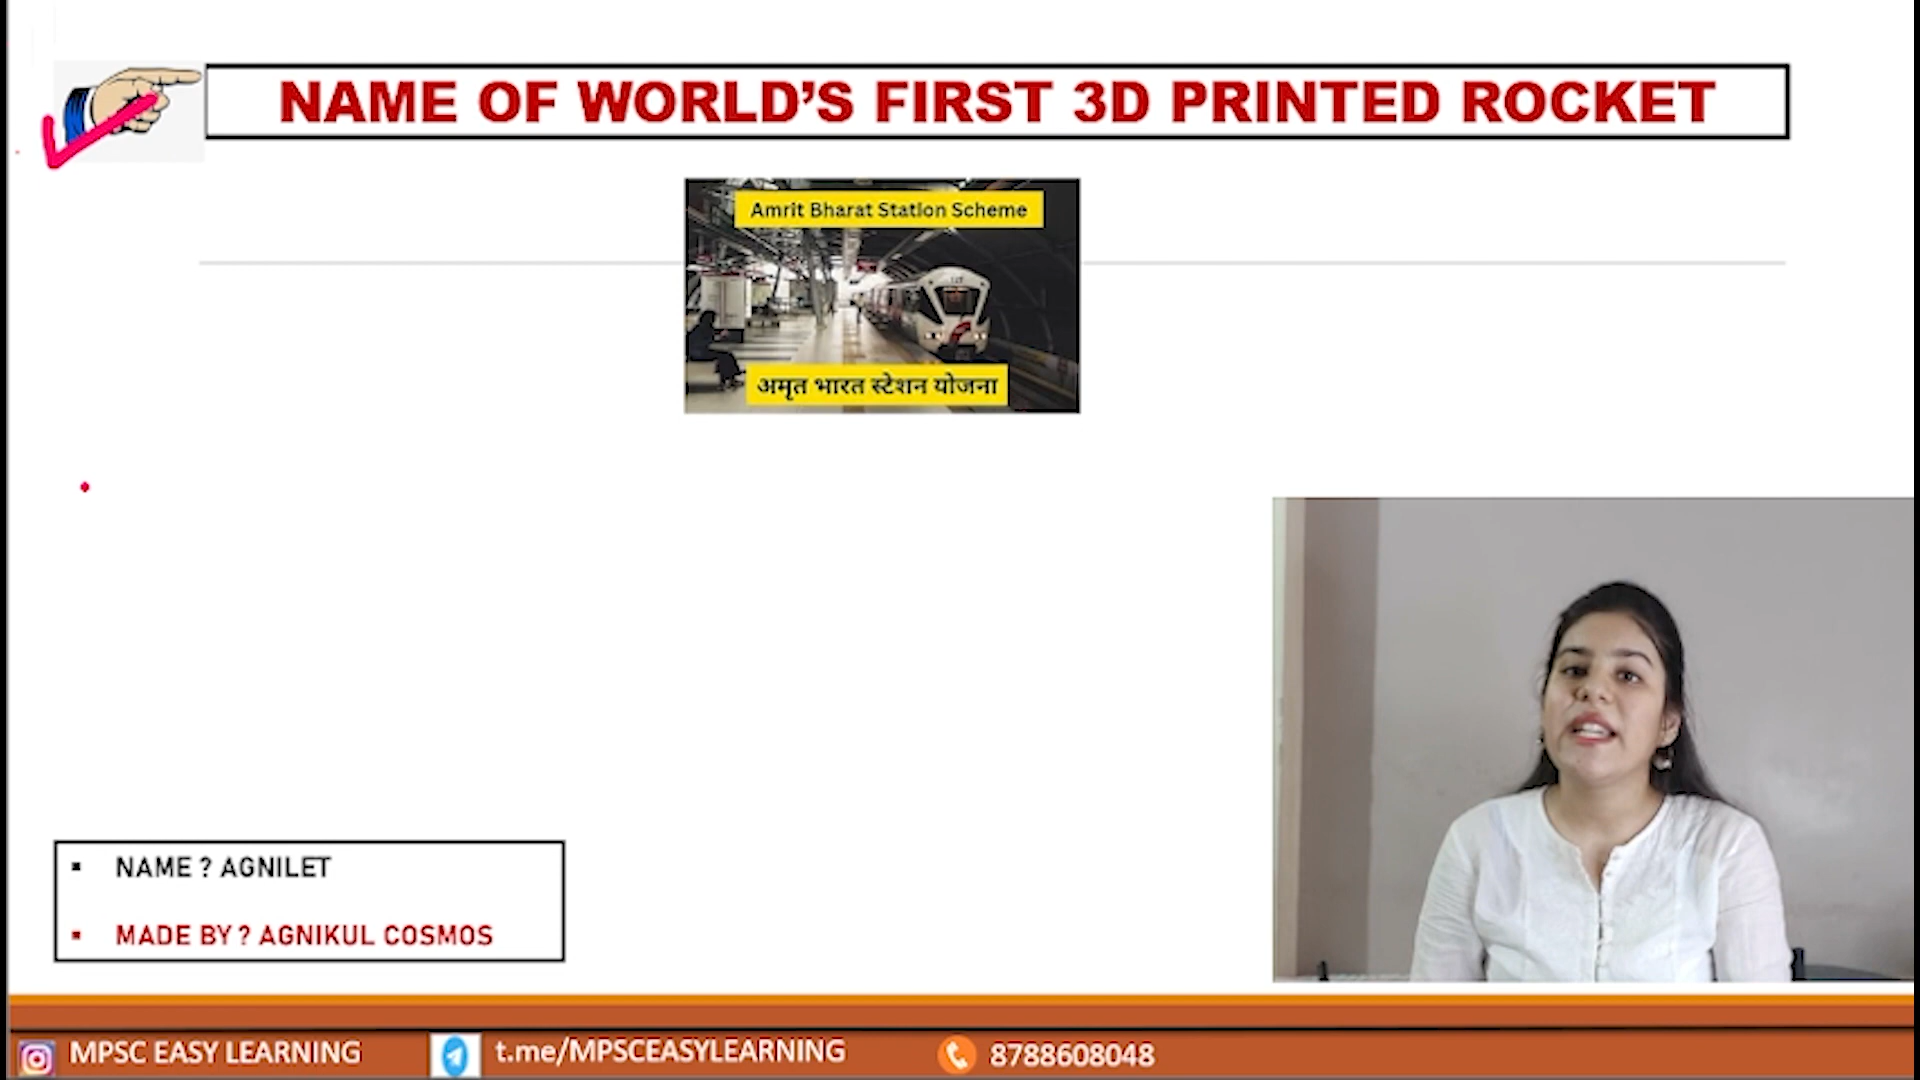 NAME OF WORLD’S FIRST 3D PRINTED ROCKET
Amrit Bharat Station Scheme
अमृत भारत स्टेशन योजना
NAME ? AGNILET
MADE BY ? AGNIKUL COSMOS
MPSC EASY LEARNING
t.me/MPSCEASYLEARNING
8788608048